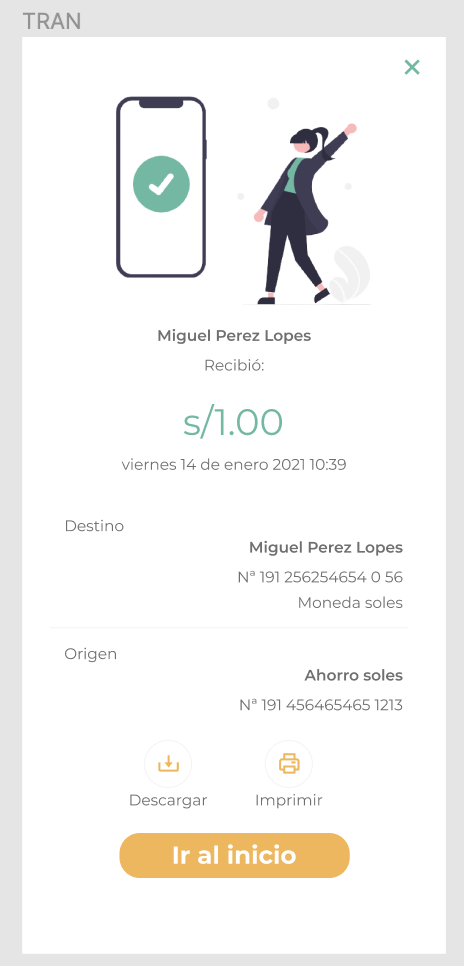 TRAN
Miguel Perez Lopes
Recibió:
s/1.00
viernes 14 de enero 2021 10:39
Destino
Miguel Perez Lopes
Nª 191 256254654 0 56
Moneda soles
Origen
Ahorro soles
Nª 191 456465465 1213
Descargar
Imprimir
Ir al inicio